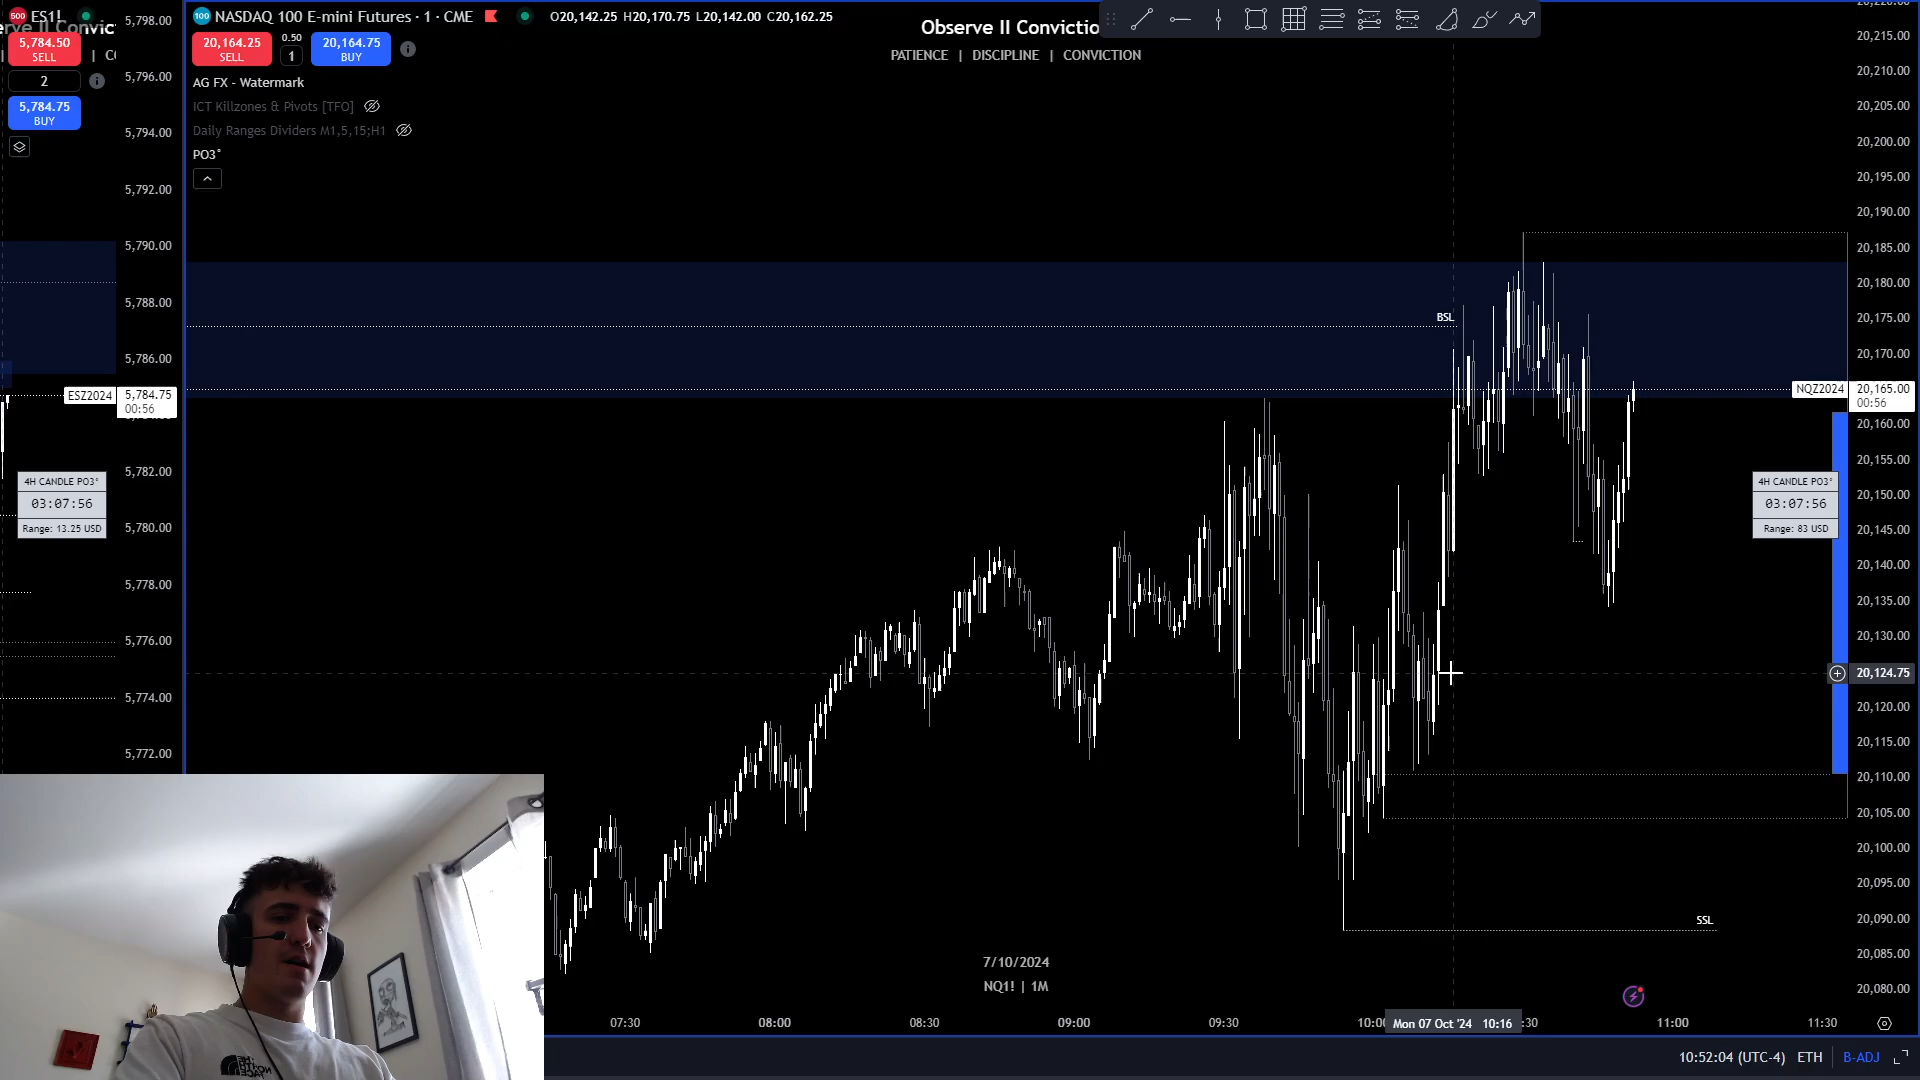 ES1!
erve II Convic
5,784.50
SELL
| CO
2
5,784.75
BUY
5,798.00
5,796.00
5,794.00
5,792.00
5,790.00
5,788.00
5,786.00
ESZ2024
5,784.75
00:56
5,782.00
5,780.00
5,778.00
5,776.00
5,774.00
5,772.00
4H CANDLE PO3°
03:07:56
Range: 13.25 USD
NASDAQ 100 E-mini Futures · 1 · CME
O20,142.25 H20,170.75 L20,142.00 C20,162.25
20,164.25
SELL
0.50
1
20,164.75
BUY
AG FX - Watermark
ICT Killzones & Pivots [TFO]
Daily Ranges Dividers M1,5,15;H1
PO3°
Observe II Convictio
PATIENCE | DISCIPLINE | CONVICTION
BSL
SSL
20,215.00
20,210.00
20,205.00
20,200.00
20,195.00
20,190.00
20,185.00
20,180.00
20,175.00
20,170.00
NQZ2024
20,165.00
00:56
20,160.00
20,155.00
20,150.00
20,145.00
20,140.00
20,135.00
20,130.00
20,124.75
20,120.00
20,115.00
20,110.00
20,105.00
20,100.00
20,095.00
20,090.00
20,085.00
20,080.00
4H CANDLE PO3°
03:07:56
Range: 83 USD
7/10/2024
NQ1! | 1M
07:30
08:00
08:30
09:00
09:30
10:00
Mon 07 Oct '24 10:16
:30
11:00
11:30
10:52:04 (UTC-4) ETH B-ADJ